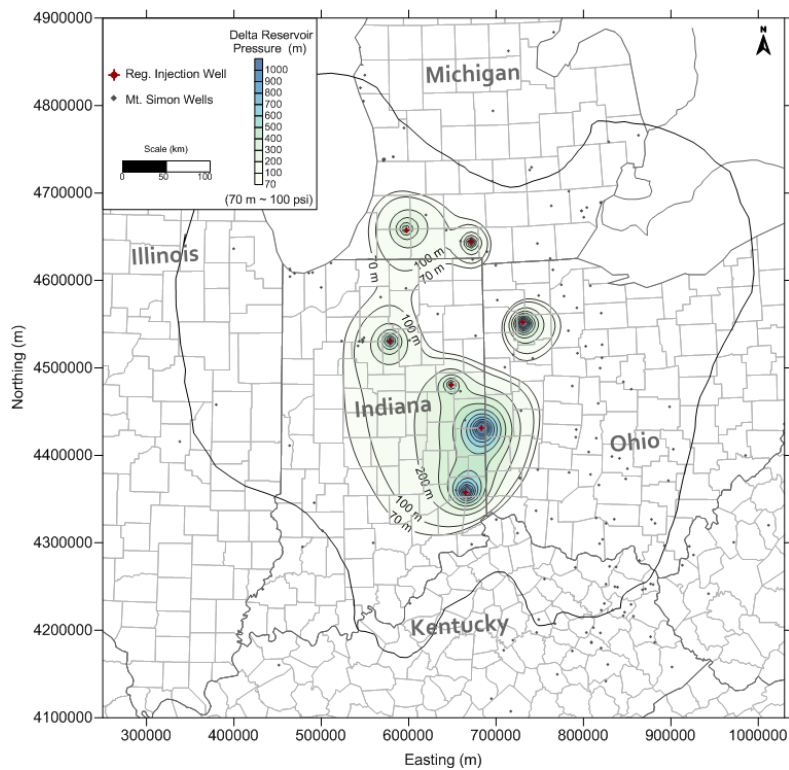 4900000
4800000
4700000
4600000
4500000
4400000
4300000
4200000
4100000
Northing (m)
Reg. Injection Well
Mt. Simon Wells
Scale (km)
0 50 100
Delta Reservoir
Pressure (m)
1000
900
800
700
600
500
400
300
200
100
70
(70 m ~ 100 psi)
N
Michigan
Illinois
70 m
100 m
70 m
100 m
Indiana
Ohio
200 m
100 m
70 m
Kentucky
300000 400000 500000 600000 700000 800000 900000 1000000
Easting (m)